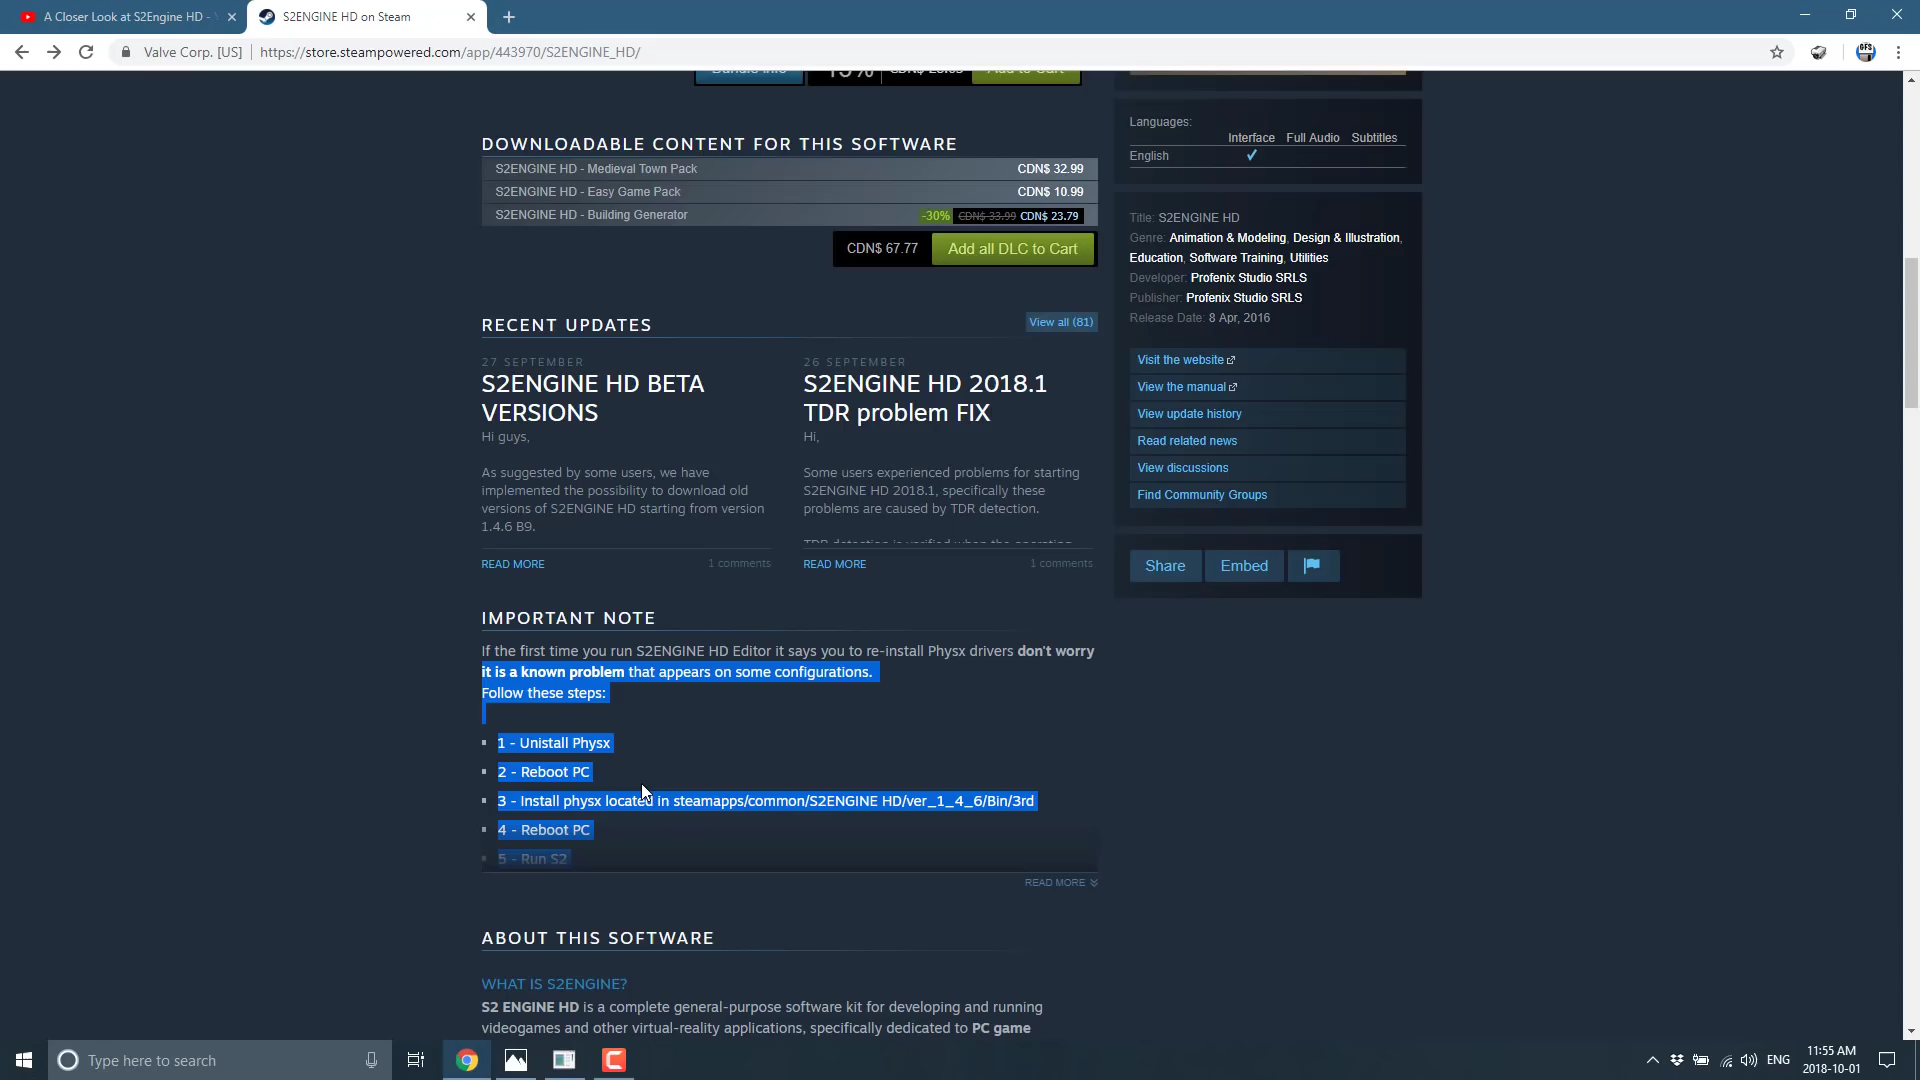 A Closer Look at S2Engine HD -
S2ENGINE HD on Steam
Valve Corp. [US]
https://store.steampowered.com/app/443970/S2ENGINE_HD/
GFS
DOWNLOADABLE CONTENT FOR THIS SOFTWARE
S2ENGINE HD - Medieval Town Pack CDN$ 32.99
S2ENGINE HD - Easy Game Pack CDN$ 10.99
S2ENGINE HD - Building Generator -30% CDN$ 33.99 CDN$ 23.79
CDN$ 67.77 Add all DLC to Cart
RECENT UPDATES View all (81)
27 SEPTEMBER
S2ENGINE HD BETA
VERSIONS
Hi guys,
As suggested by some users, we have
implemented the possibility to download old
versions of S2ENGINE HD starting from version
1.4.6 B9.
READ MORE 1 comments
26 SEPTEMBER
S2ENGINE HD 2018.1
TDR problem FIX
Hi,
Some users experienced problems for starting
S2ENGINE HD 2018.1, specifically these
problems are caused by TDR detection.
READ MORE 1 comments
IMPORTANT NOTE
If the first time you run S2ENGINE HD Editor it says you to re-install Physx drivers don't worry
it is a known problem that appears on some configurations.
Follow these steps:
1 - Unistall Physx
2 - Reboot PC
3 - Install physx located in steamapps/common/S2ENGINE HD/ver_1_4_6/Bin/3rd
4 - Reboot PC
5 - Run S2
READ MORE
ABOUT THIS SOFTWARE
WHAT IS S2ENGINE?
S2 ENGINE HD is a complete general-purpose software kit for developing and running
videogames and other virtual-reality applications, specifically dedicated to PC game
Languages:
Interface Full Audio Subtitles
English ✓
Title: S2ENGINE HD
Genre: Animation & Modeling, Design & Illustration,
Education, Software Training, Utilities
Developer: Profenix Studio SRLS
Publisher: Profenix Studio SRLS
Release Date: 8 Apr, 2016
Visit the website
View the manual
View update history
Read related news
View discussions
Find Community Groups
Share Embed
Type here to search
ENG
11:55 AM
2018-10-01